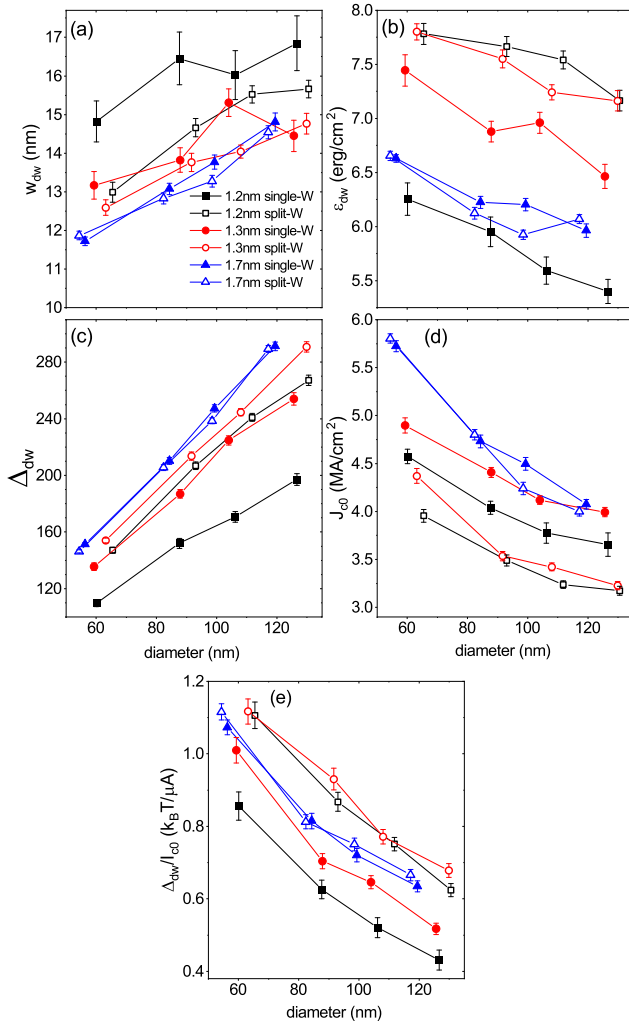 (a)
17
16
15
14
13
12
11
10
w_dw (nm)
1.2nm single-W
1.2nm split-W
1.3nm single-W
1.3nm split-W
1.7nm single-W
1.7nm split-W
(b)
8.0
7.5
7.0
6.5
6.0
5.5
ε_dw (erg/cm²)
(c)
280
240
200
160
120
Δ_dw
60 80 100 120
diameter (nm)
(d)
6.0
5.5
5.0
4.5
4.0
3.5
3.0
J_c0 (MA/cm²)
60 80 100 120
diameter (nm)
(e)
1.2
1.0
0.8
0.6
0.4
Δ_dw/I_c0 (k_BT/μA)
60 80 100 120
diameter (nm)